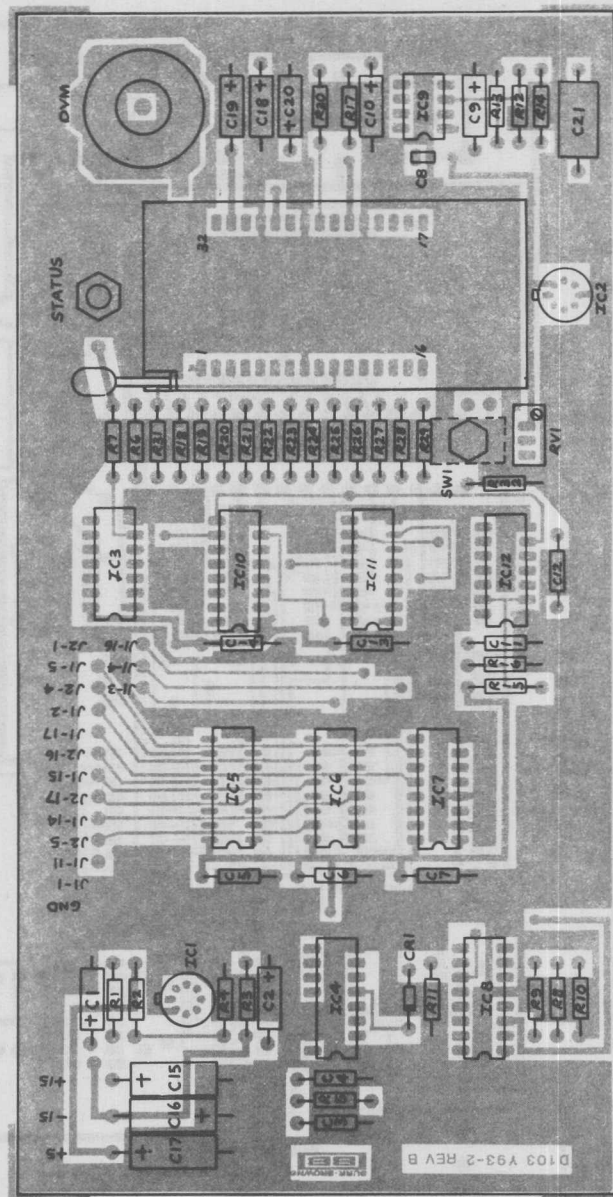 DVM
C19 +
C18 +
+ C20
R30
R17
C10 +
IC9
C8
C9 +
R13
R12
R14
C21
32
17
STATUS
IC2
1
16
R7
R6
R31
R18
R19
R20
R21
R22
R23
R24
R25
R26
R27
R28
R29
SW1
RV1
R32
IC3
IC10
IC11
IC12
C12
C14
C13
C11
R16
R15
J2-1
J1-16
J1-5
J1-4
J2-4
J1-3
J1-2
J1-17
J2-16
J1-15
J2-17
J1-14
J2-5
J1-11
J1-1
GND
IC5
IC6
IC7
C5
C6
C7
+ C1
R1
R2
IC1
R4
R3
C2 +
IC4
CR1
R11
IC8
R9
R8
R10
+15
-15
+5
+ C15
C16 +
+ C17
C4
BURR-BROWN
D103 Y93-2 REV B